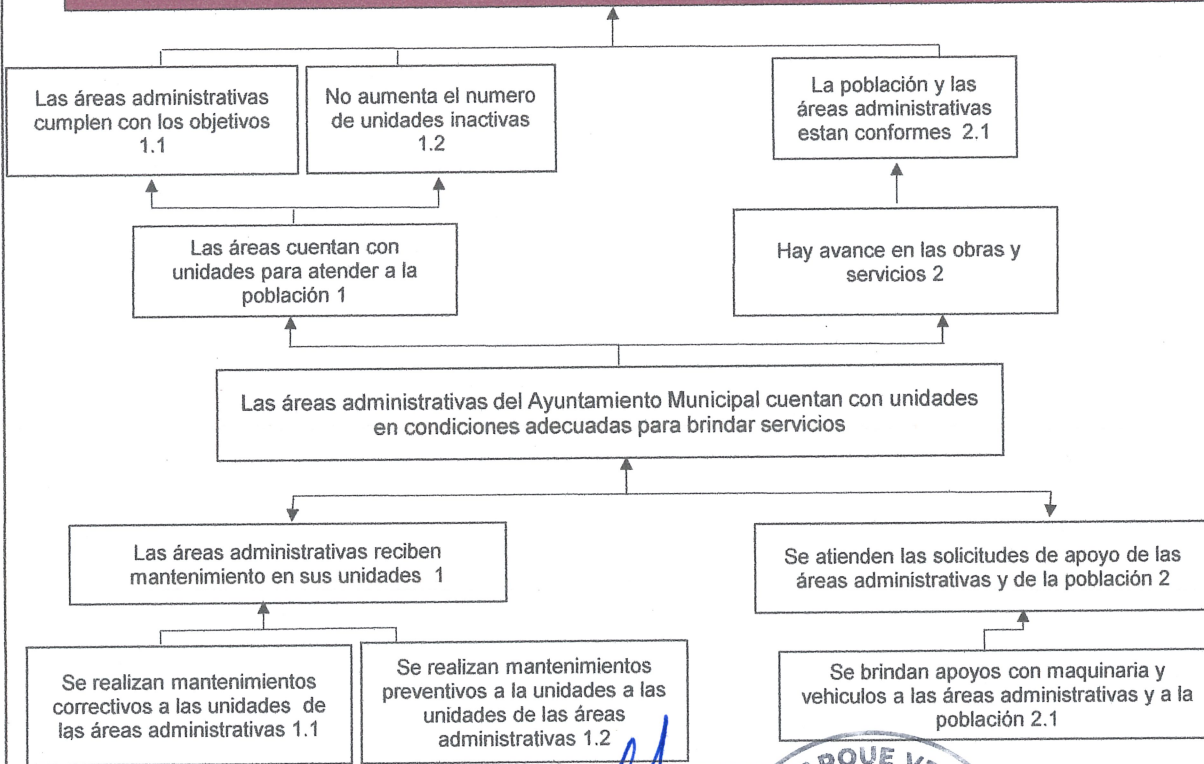 Las áreas administrativas
cumplen con los objetivos
1.1
No aumenta el numero
de unidades inactivas
1.2
La población y las
áreas administrativas
estan conformes 2.1
Las áreas cuentan con
unidades para atender a la
población 1
Hay avance en las obras y
servicios 2
Las áreas administrativas del Ayuntamiento Municipal cuentan con unidades
en condiciones adecuadas para brindar servicios
Las áreas administrativas reciben
mantenimiento en sus unidades 1
Se atienden las solicitudes de apoyo de las
áreas administrativas y de la población 2
Se realizan mantenimientos
correctivos a las unidades de
las áreas administrativas 1.1
Se realizan mantenimientos
preventivos a la unidades a las
unidades de las áreas
administrativas 1.2
Se brindan apoyos con maquinaria y
vehiculos a las áreas administrativas y a la
población 2.1